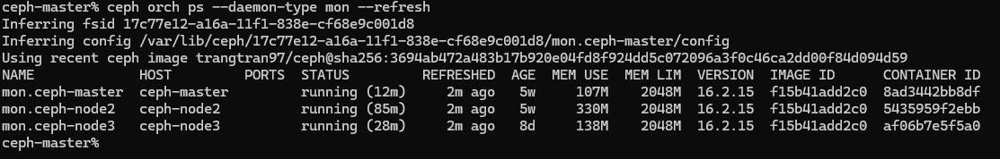 ceph-master% ceph orch ps --daemon-type mon --refresh
Inferring fsid 17c77e12-a16a-11f1-838e-cf68e9c001d8
Inferring config /var/lib/ceph/17c77e12-a16a-11f1-838e-cf68e9c001d8/mon.ceph-master/config
Using recent ceph image trangtran97/ceph@sha256:3694ab472a483b17b920e04fd8f924dd5c072096a3f0c46ca2dd00f84d094d59
NAME HOST PORTS STATUS REFRESHED AGE MEM USE MEM LIM VERSION IMAGE ID CONTAINER ID
mon.ceph-master ceph-master running (12m) 2m ago 5w 107M 2048M 16.2.15 f15b41add2c0 8ad3442bb8df
mon.ceph-node2 ceph-node2 running (85m) 2m ago 5w 330M 2048M 16.2.15 f15b41add2c0 5435959f2ebb
mon.ceph-node3 ceph-node3 running (28m) 2m ago 8d 138M 2048M 16.2.15 f15b41add2c0 af06b7e5f5a0
ceph-master%